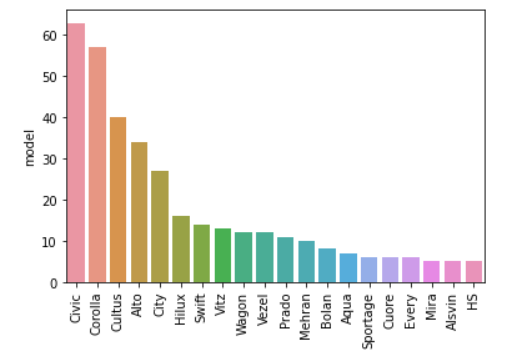 model
60
50
40
30
20
10
0
Civic
Corolla
Cultus
Alto
City
Hilux
Swift
Vitz
Wagon
Vezel
Prado
Mehran
Bolan
Aqua
Sportage
Cuore
Every
Mira
Alsvin
HS